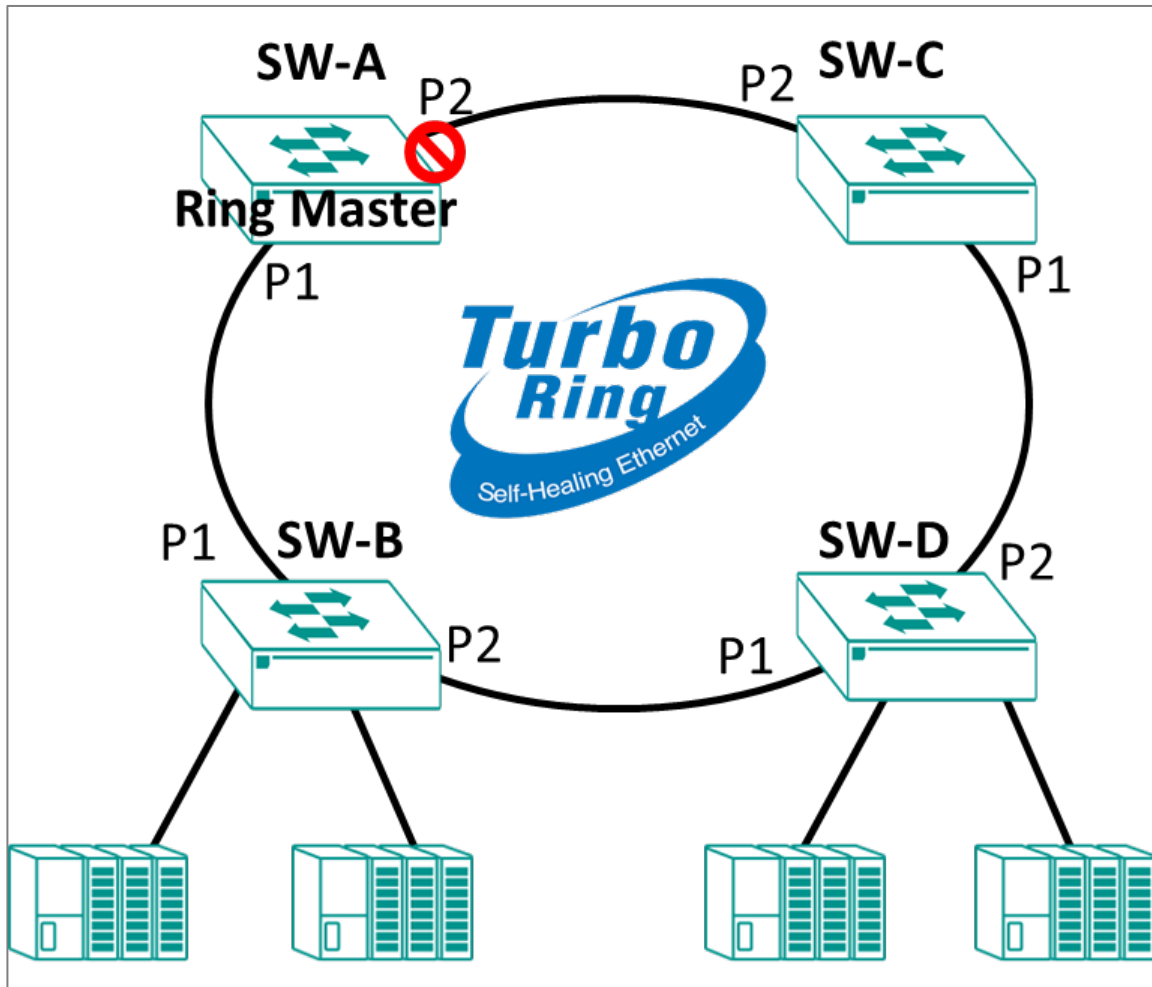 SW-A
P2
P2
SW-C
Ring Master
P1
P1
Turbo
Ring
Self-Healing Ethernet
P1
SW-B
SW-D
P2
P2
P1